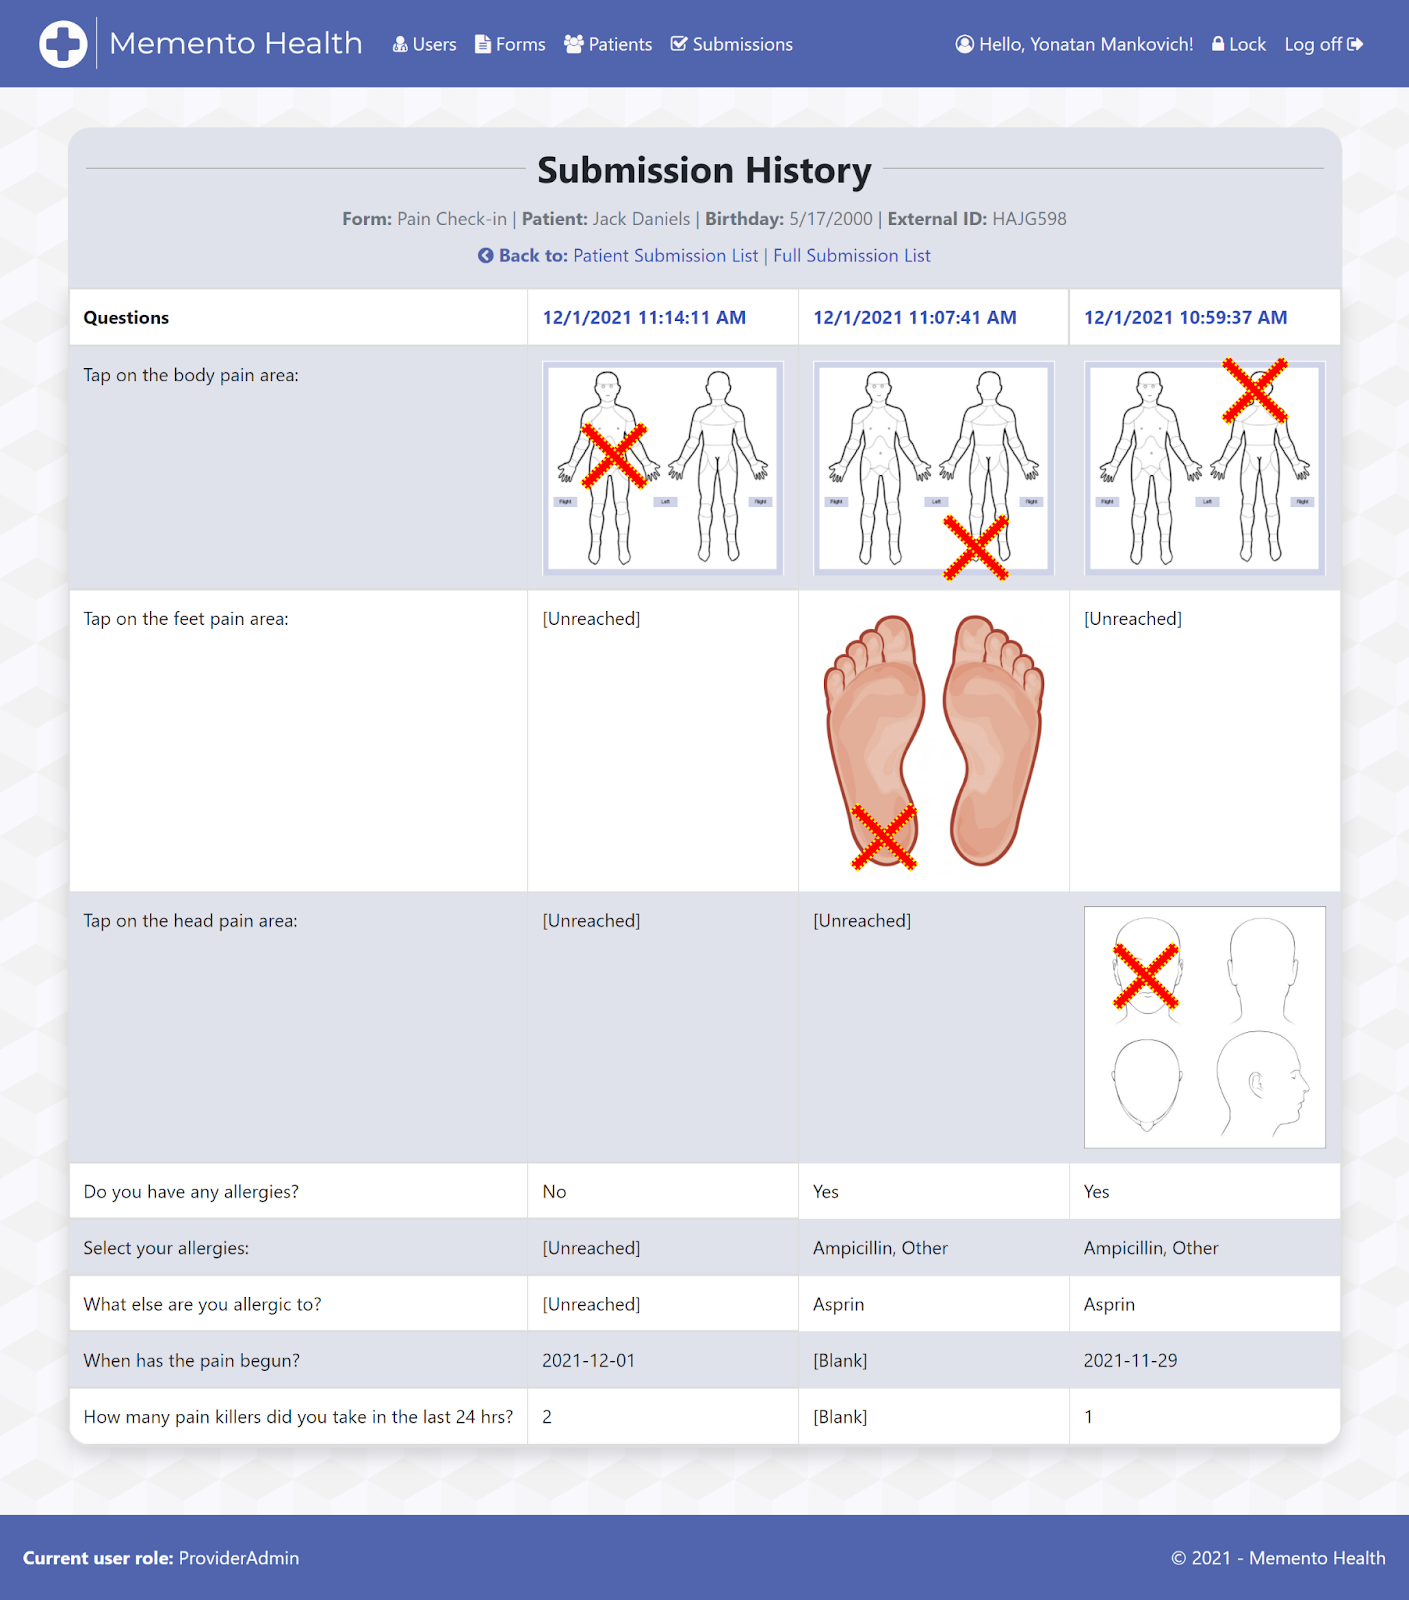 Memento Health Users Forms Patients Submissions Hello, Yonatan Mankovich! Lock Log off
Submission History
Form: Pain Check-in | Patient: Jack Daniels | Birthday: 5/17/2000 | External ID: HAJG598
Back to: Patient Submission List | Full Submission List
Questions 12/1/2021 11:14:11 AM 12/1/2021 11:07:41 AM 12/1/2021 10:59:37 AM
Tap on the body pain area:
Right Left Right Right Left Right Right Left Right
Tap on the feet pain area: [Unreached] [Unreached]
Tap on the head pain area: [Unreached] [Unreached]
Do you have any allergies? No Yes Yes
Select your allergies: [Unreached] Ampicillin, Other Ampicillin, Other
What else are you allergic to? [Unreached] Asprin Asprin
When has the pain begun? 2021-12-01 [Blank] 2021-11-29
How many pain killers did you take in the last 24 hrs? 2 [Blank] 1
Current user role: ProviderAdmin © 2021 - Memento Health